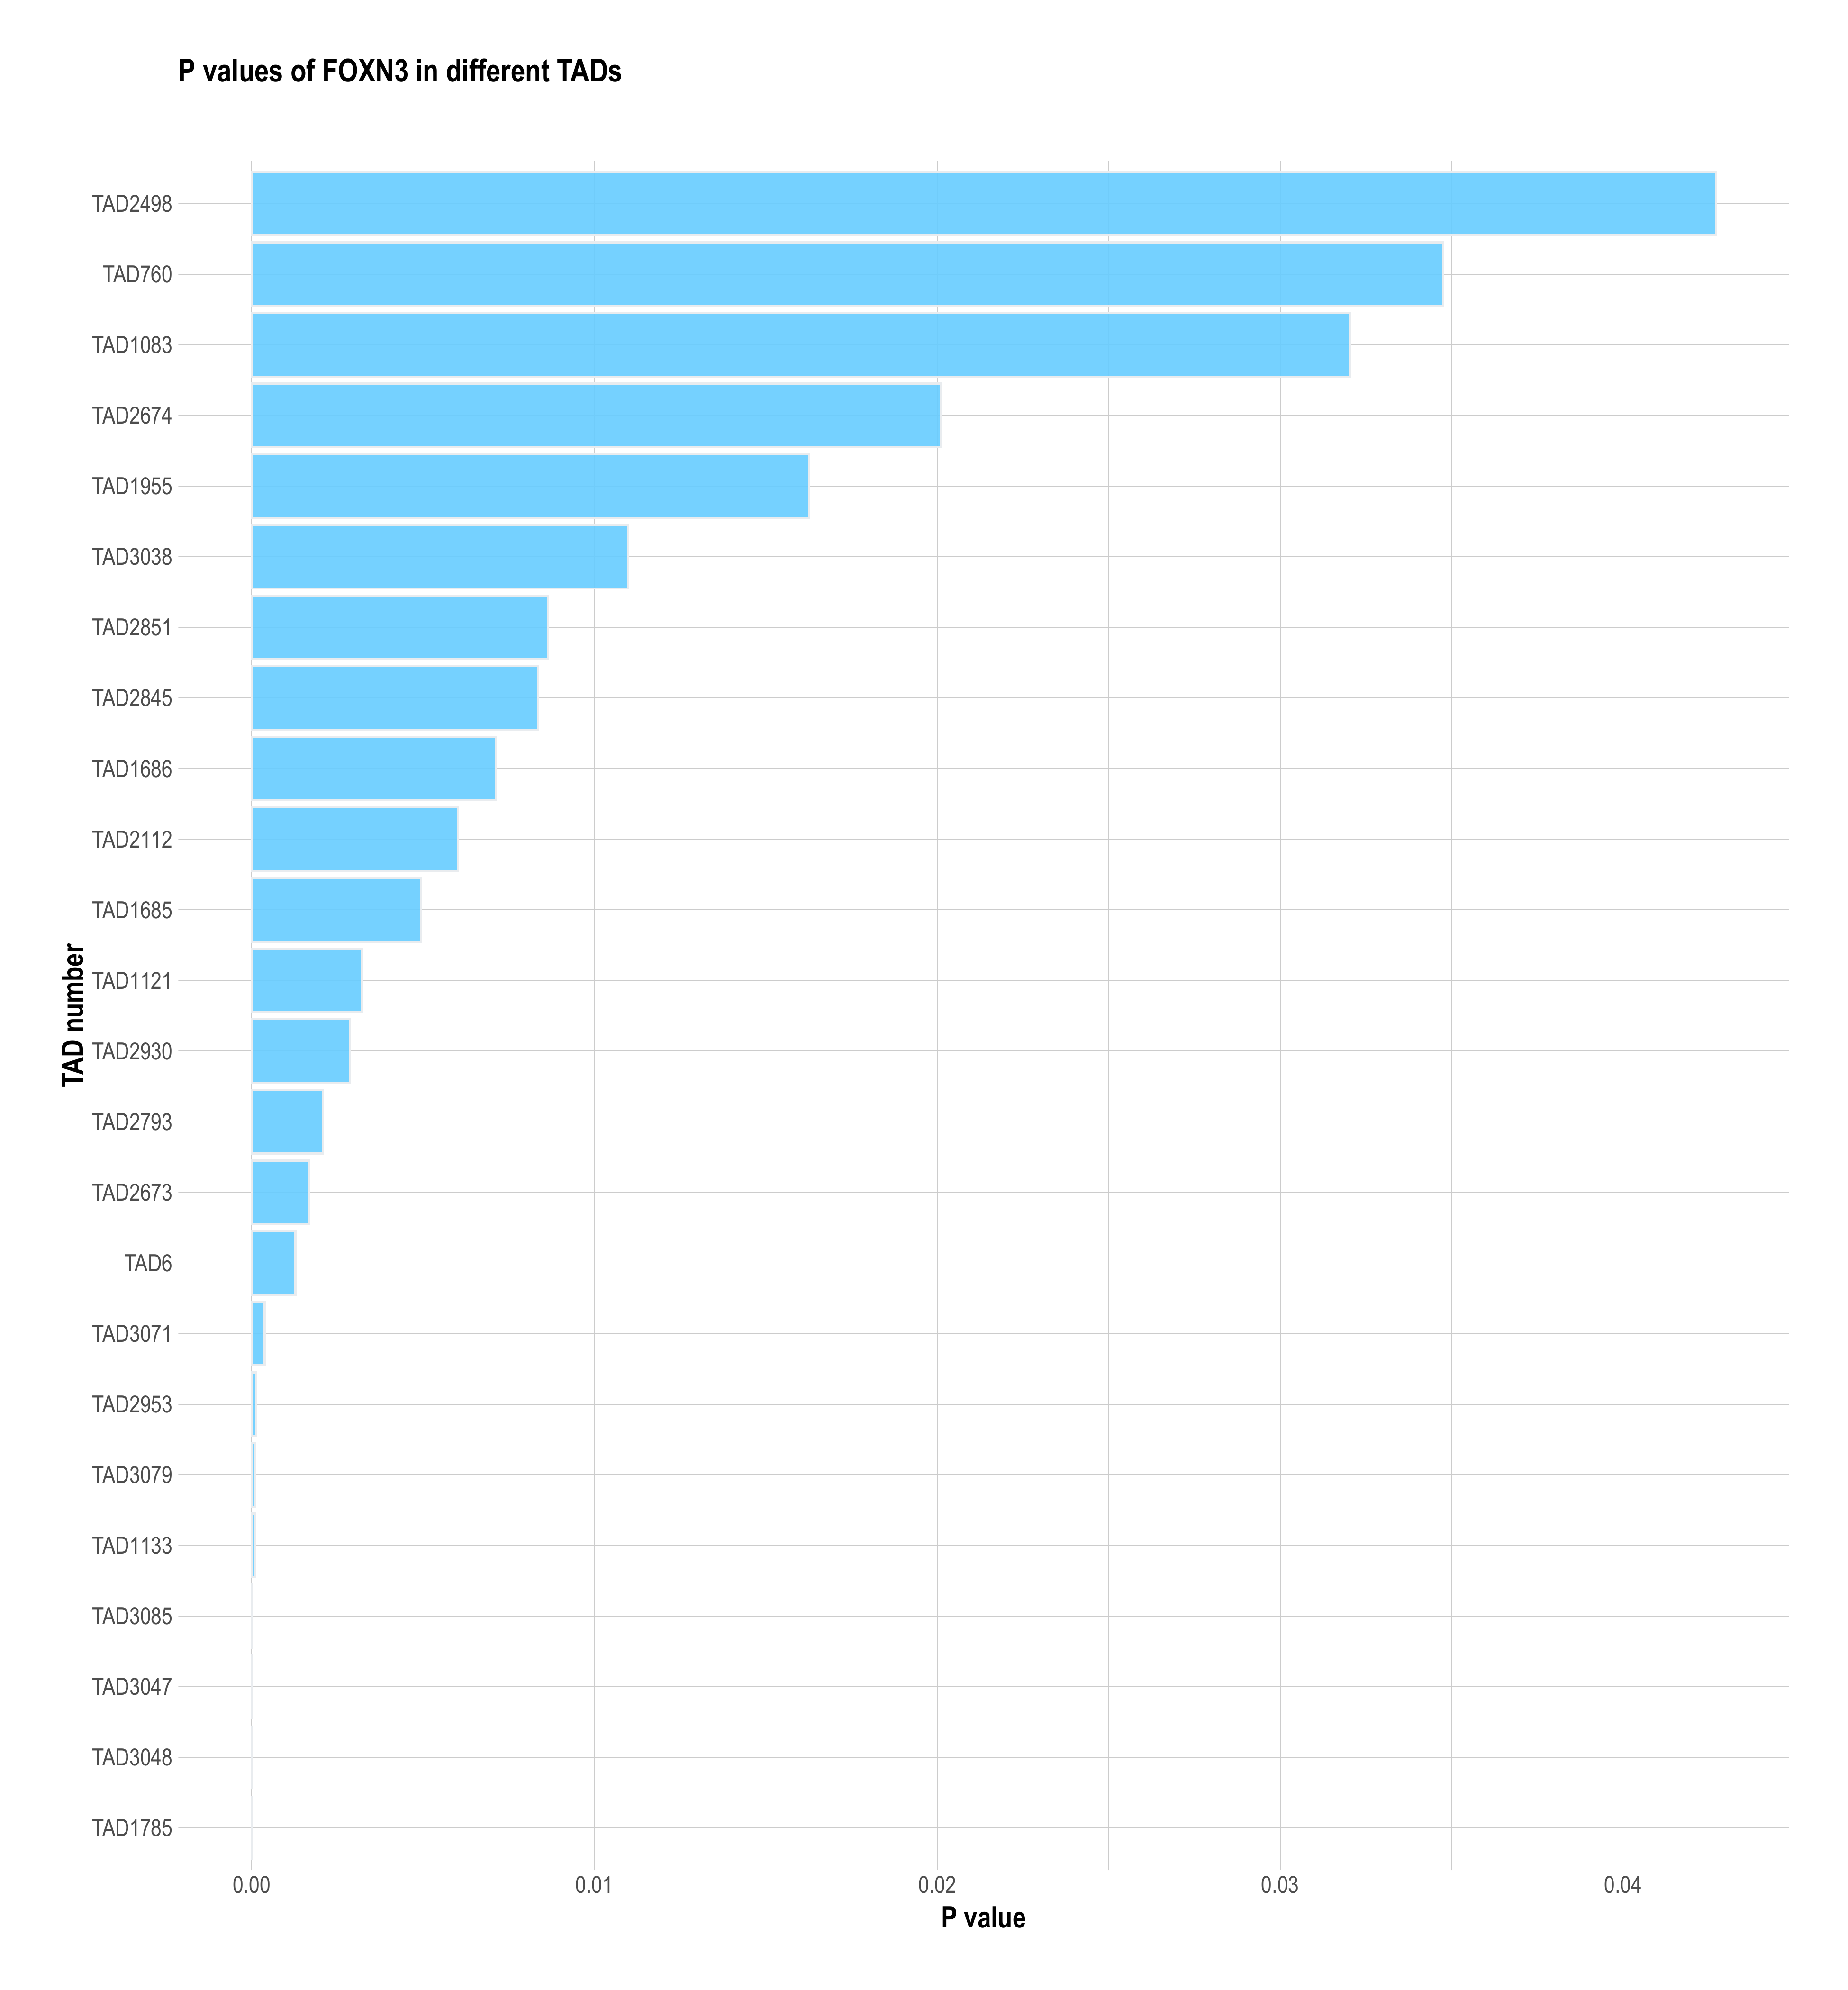 P values of FOXN3 in different TADs
TAD2498
TAD760
TAD1083
TAD2674
TAD1955
TAD3038
TAD2851
TAD2845
TAD1686
TAD2112
TAD1685
TAD1121
TAD2930
TAD2793
TAD2673
TAD6
TAD3071
TAD2953
TAD3079
TAD1133
TAD3085
TAD3047
TAD3048
TAD1785
TAD number
0.00 0.01 0.02 0.03 0.04
P value